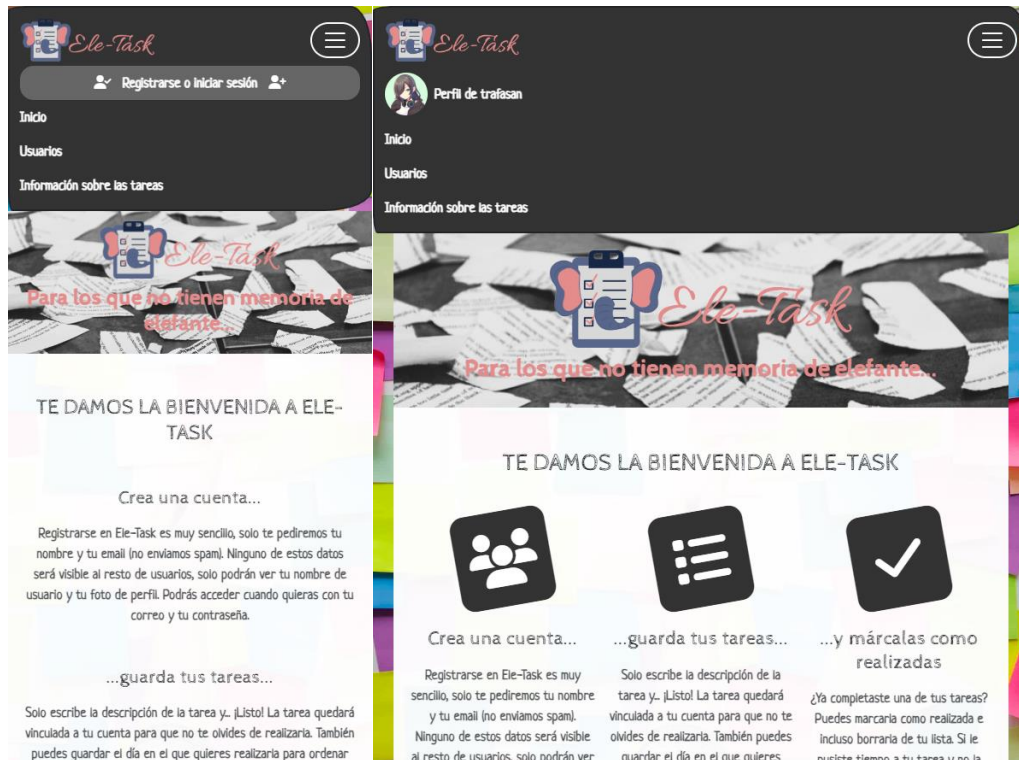 Ele-Task
Registrarse o iniciar sesión
Inicio
Usuarios
Información sobre las tareas
Ele-Task
Para los que no tienen memoria de
elefante...
TE DAMOS LA BIENVENIDA A ELE-
TASK
Crea una cuenta...
Registrarse en Ele-Task es muy sencillo, solo te pediremos tu
nombre y tu email (no enviamos spam). Ninguno de estos datos
será visible al resto de usuarios, solo podrán ver tu nombre de
usuario y tu foto de perfil. Podrás acceder cuando quieras con tu
correo y tu contraseña.
...guarda tus tareas...
Solo escribe la descripción de la tarea y... ¡Listo! La tarea quedará
vinculada a tu cuenta para que no te olvides de realizarla. También
puedes guardar el día en el que quieres realizarla para ordenar
Ele-Task
Perfil de trafasan
Inicio
Usuarios
Información sobre las tareas
Ele-Task
Para los que no tienen memoria de elefante...
TE DAMOS LA BIENVENIDA A ELE-TASK
Crea una cuenta...
Registrarse en Ele-Task es muy
sencillo, solo te pediremos tu nombre
y tu email (no enviamos spam).
Ninguno de estos datos será visible
al resto de usuarios, solo podrán ver
...guarda tus tareas...
Solo escribe la descripción de la
tarea y... ¡Listo! La tarea quedará
vinculada a tu cuenta para que no te
olvides de realizarla. También puedes
guardar el día en el que quieres
...y márcalas como
realizadas
¿Ya completaste una de tus tareas?
Puedes marcarla como realizada e
incluso borrarla de tu lista. Si le
pusiste tiempo a tu tarea y no la